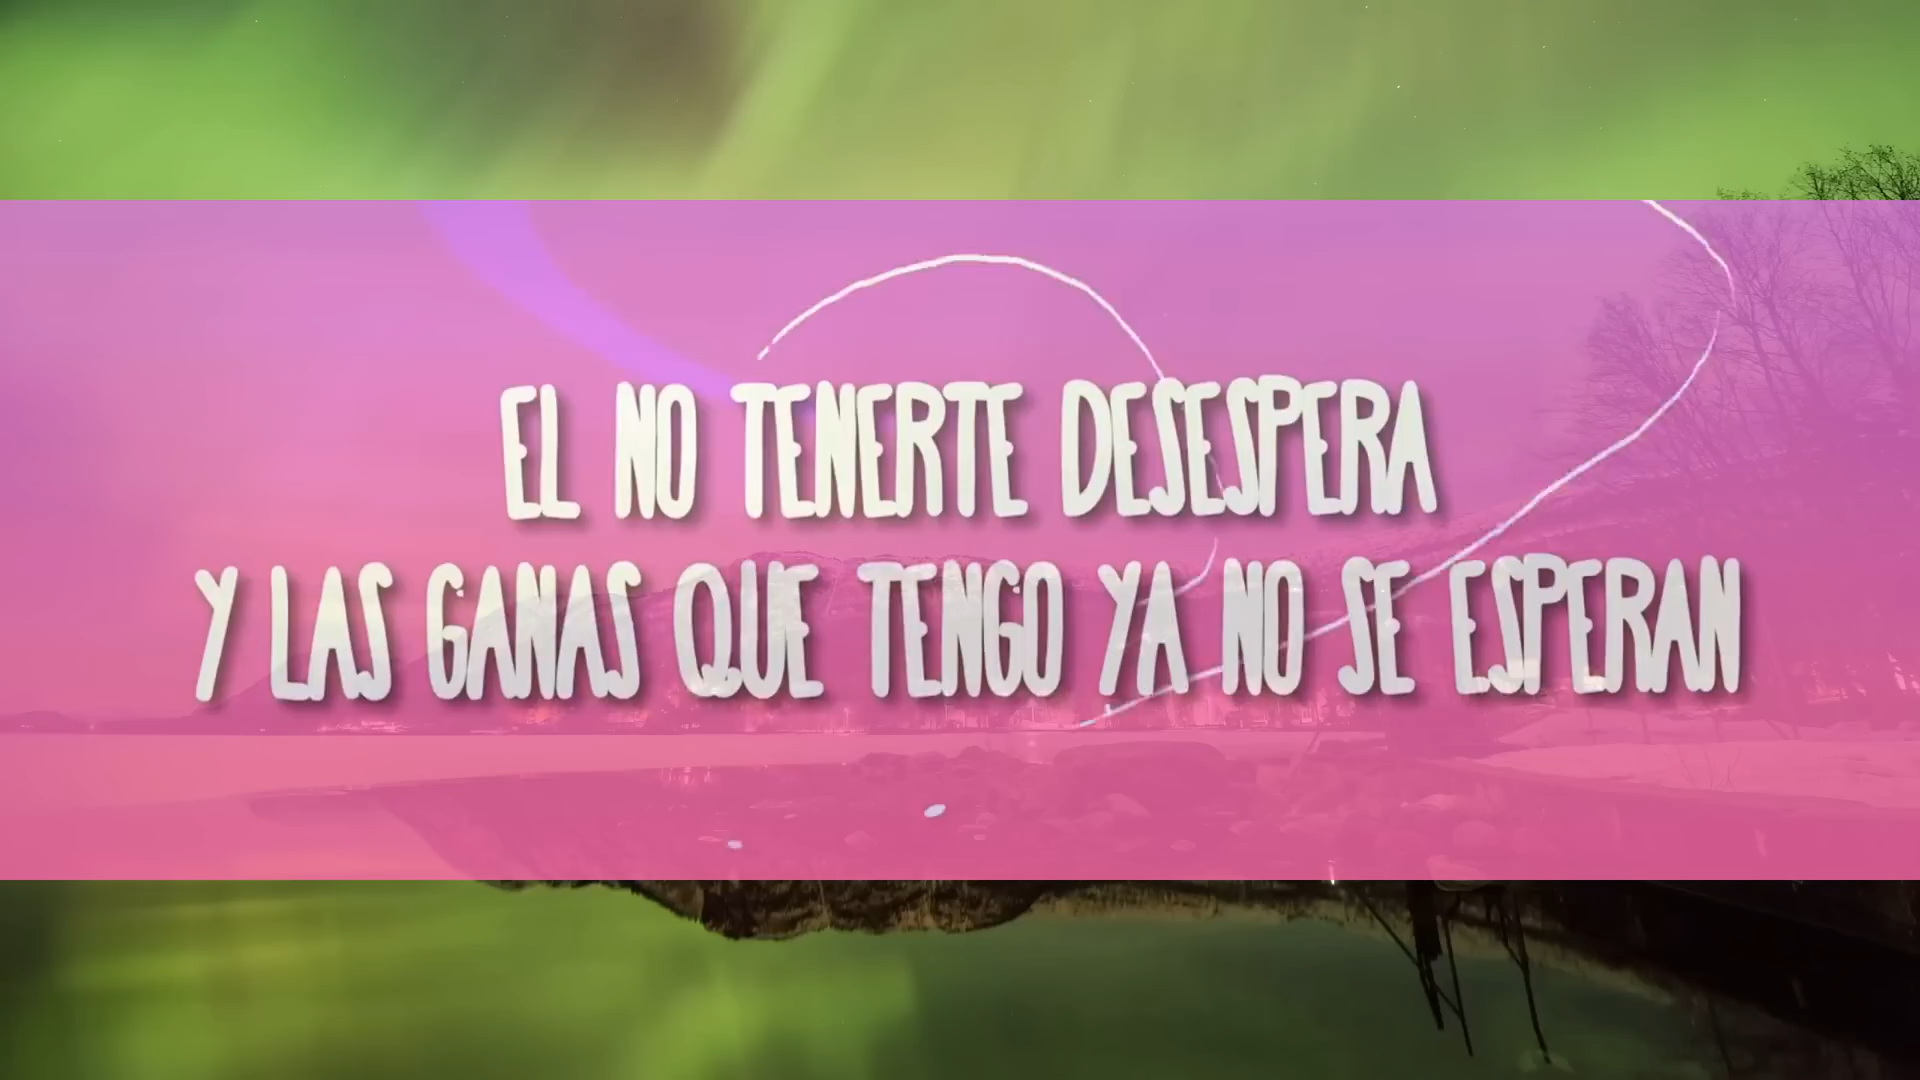 EL NO TENERTE DESESPERA
Y LAS GANAS QUE TENGO YA NO SE ESPERAN